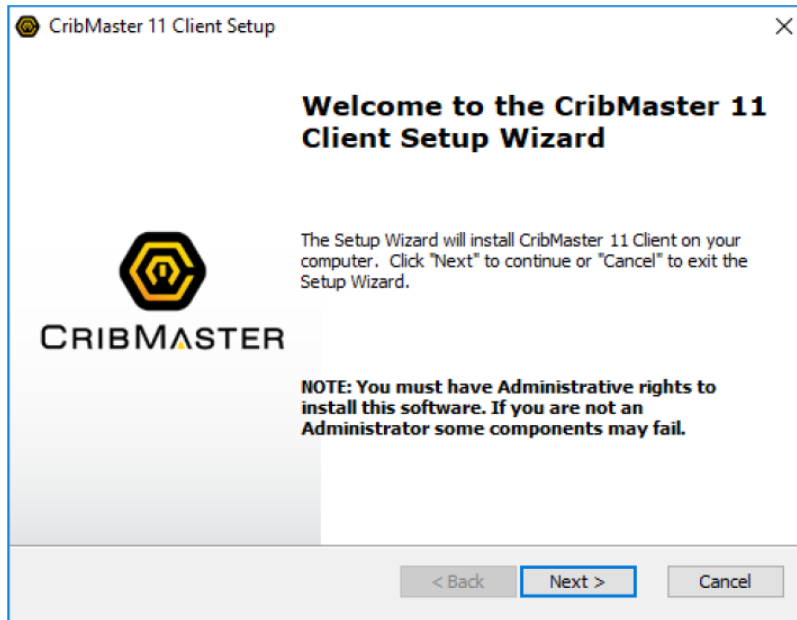 CribMaster 11 Client Setup
Welcome to the CribMaster 11
Client Setup Wizard
The Setup Wizard will install CribMaster 11 Client on your
computer.  Click "Next" to continue or "Cancel" to exit the
Setup Wizard.
CRIBMASTER
NOTE: You must have Administrative rights to
install this software. If you are not an
Administrator some components may fail.
< Back
Next >
Cancel